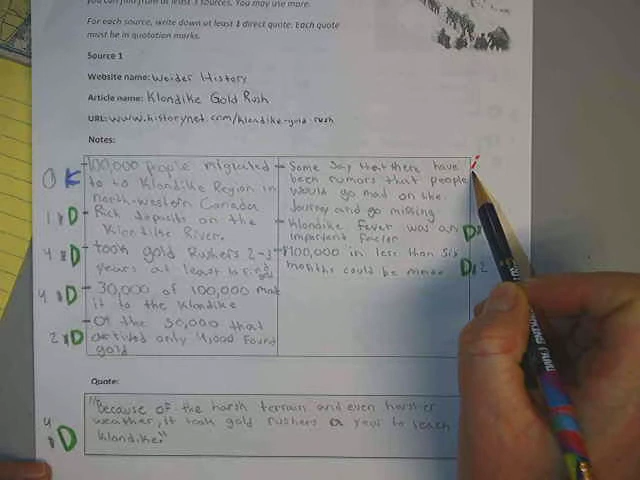 you can find from at least 3 sources. You may use more.
For each source, write down at least 1 direct quote. Each quote
must be in quotation marks.
Source 1
Website name: Weider History
Article name: Klondike Gold Rush
URL: www.historynet.com/klondike-gold-rush
Notes:
0 K
- 100,000 people migrated
to to Klondike Region in
north-western Canada
1 D
- Rich deposits on the
Klondike River.
4 D
- took gold Rushers 2-3
years at least to find
4 D
- 30,000 of 100,000 made
it to the Klondike
2 D
- Of the 30,000 that
arrived only 4,000 found
gold
- Some say that there have
been rumors that people
would go mad on the
Journey and go missing
- Klondike Fever was an
important factor
D
- $100,000 in less than six
months could be made
D 2
Quote:
4 D
"Because of the harsh terrain and even harsher
weather, it took gold rushers a year to reach
Klondike."